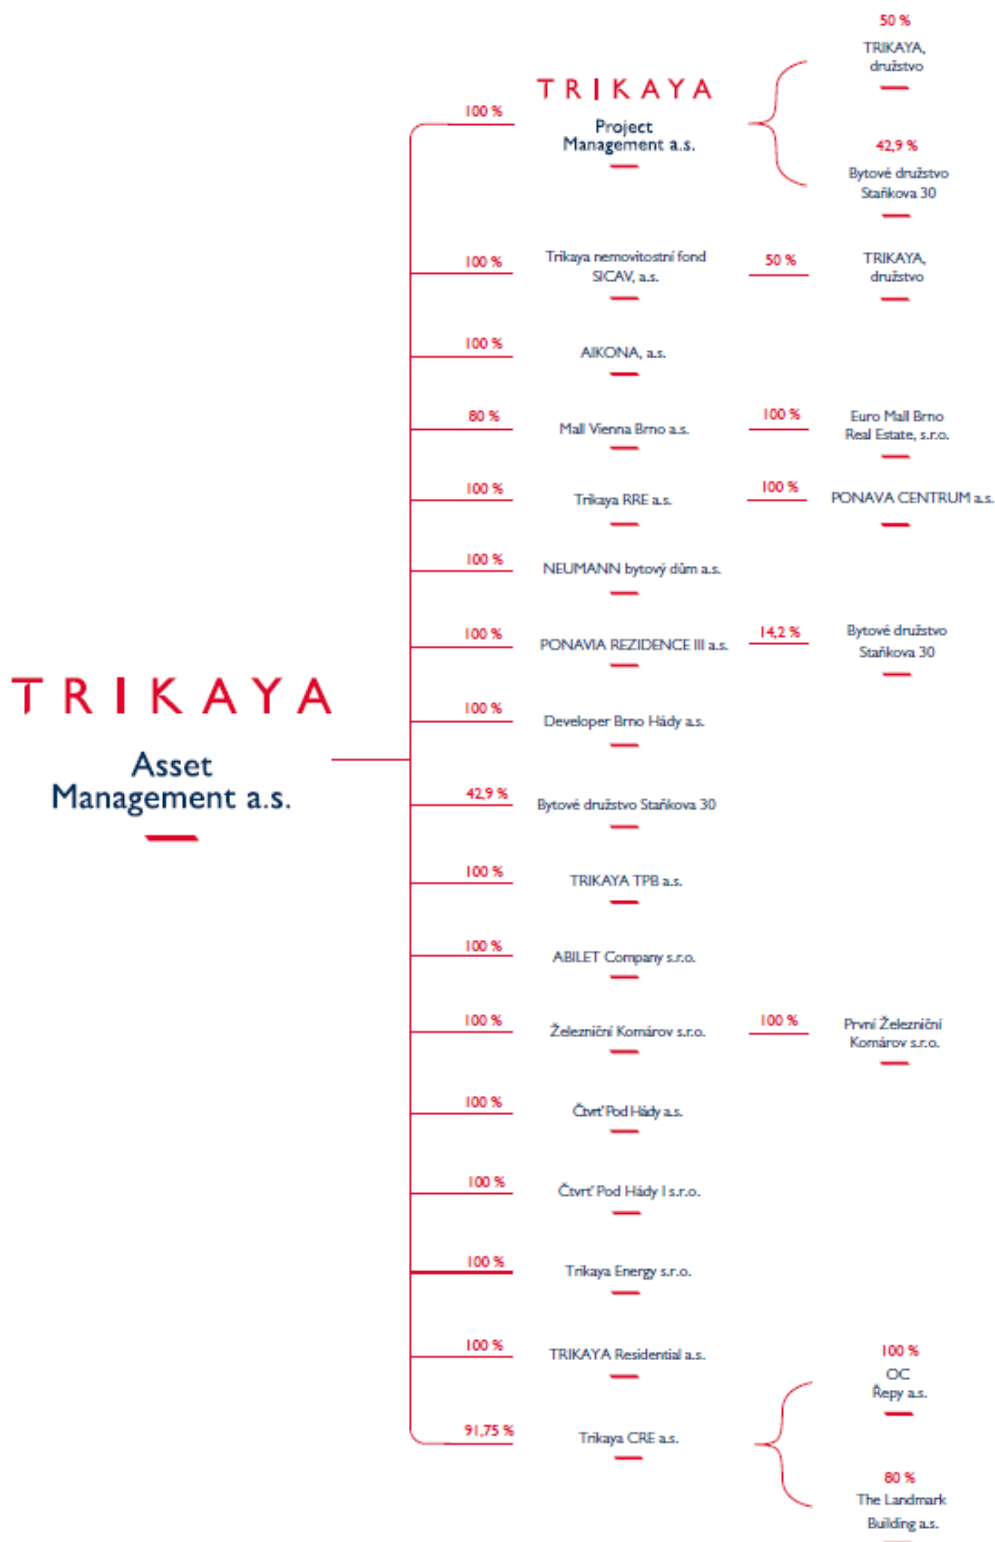 50 %
TRIKAYA,
družstvo
TRIKAYA
100 %
Project
Management a.s.
42,9 %
Bytové družstvo
Staňkova 30
100 %
Trikaya nemovitostní fond
SICAV, a.s.
50 %
TRIKAYA,
družstvo
100 %
AIKONA, a.s.
80 %
Mall Vienna Brno a.s.
100 %
Euro Mall Brno
Real Estate, s.r.o.
100 %
Trikaya RRE a.s.
100 %
PONAVA CENTRUM a.s.
100 %
NEUMANN bytový dům a.s.
100 %
PONAVIA REZIDENCE III a.s.
14,2 %
Bytové družstvo
Staňkova 30
TRIKAYA
Asset
Management a.s.
100 %
Developer Brno Hády a.s.
42,9 %
Bytové družstvo Staňkova 30
100 %
TRIKAYA TPB a.s.
100 %
ABILET Company s.r.o.
100 %
Železniční Komárov s.r.o.
100 %
První Železniční
Komárov s.r.o.
100 %
Čtvrť Pod Hády a.s.
100 %
Čtvrť Pod Hády I s.r.o.
100 %
Trikaya Energy s.r.o.
100 %
TRIKAYA Residential a.s.
91,75 %
Trikaya CRE a.s.
100 %
OC
Řepy a.s.
80 %
The Landmark
Building a.s.